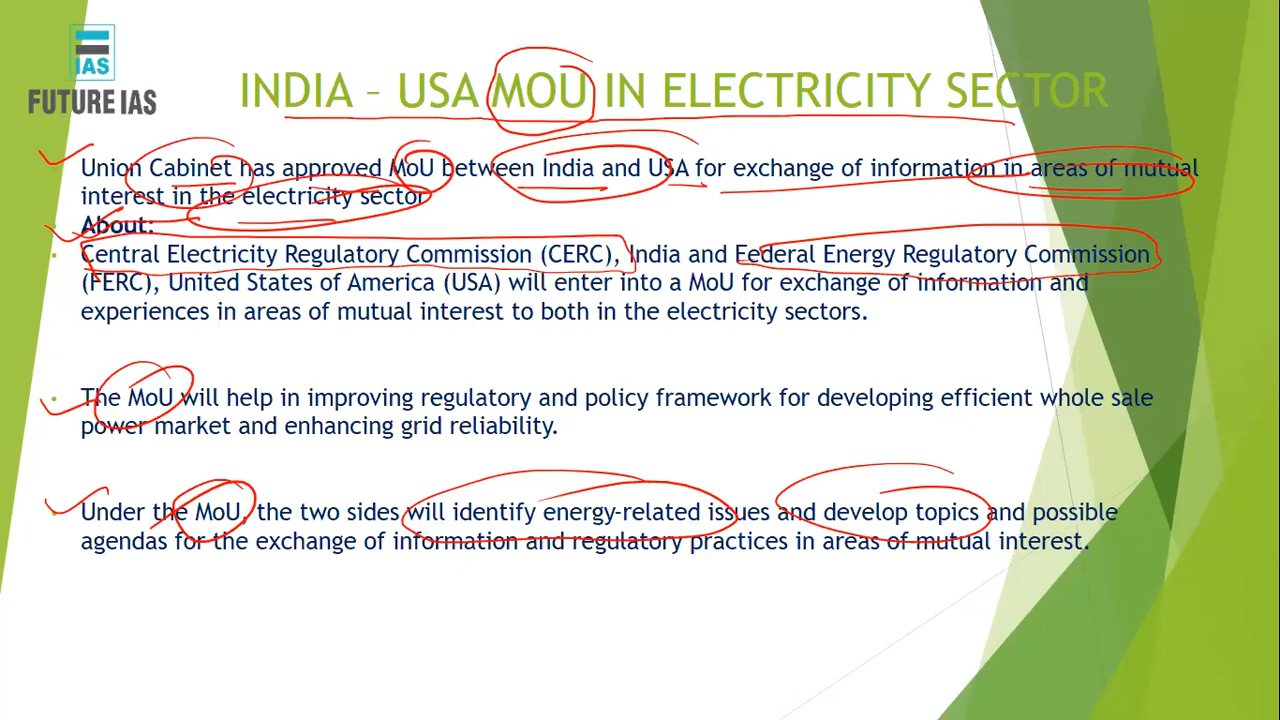 IAS
FUTURE IAS
INDIA – USA MOU IN ELECTRICITY SECTOR
Union Cabinet has approved MoU between India and USA for exchange of information in areas of mutual
interest in the electricity sector
About:
Central Electricity Regulatory Commission (CERC), India and Federal Energy Regulatory Commission
(FERC), United States of America (USA) will enter into a MoU for exchange of information and
experiences in areas of mutual interest to both in the electricity sectors.
The MoU will help in improving regulatory and policy framework for developing efficient whole sale
power market and enhancing grid reliability.
Under the MoU, the two sides will identify energy-related issues and develop topics and possible
agendas for the exchange of information and regulatory practices in areas of mutual interest.